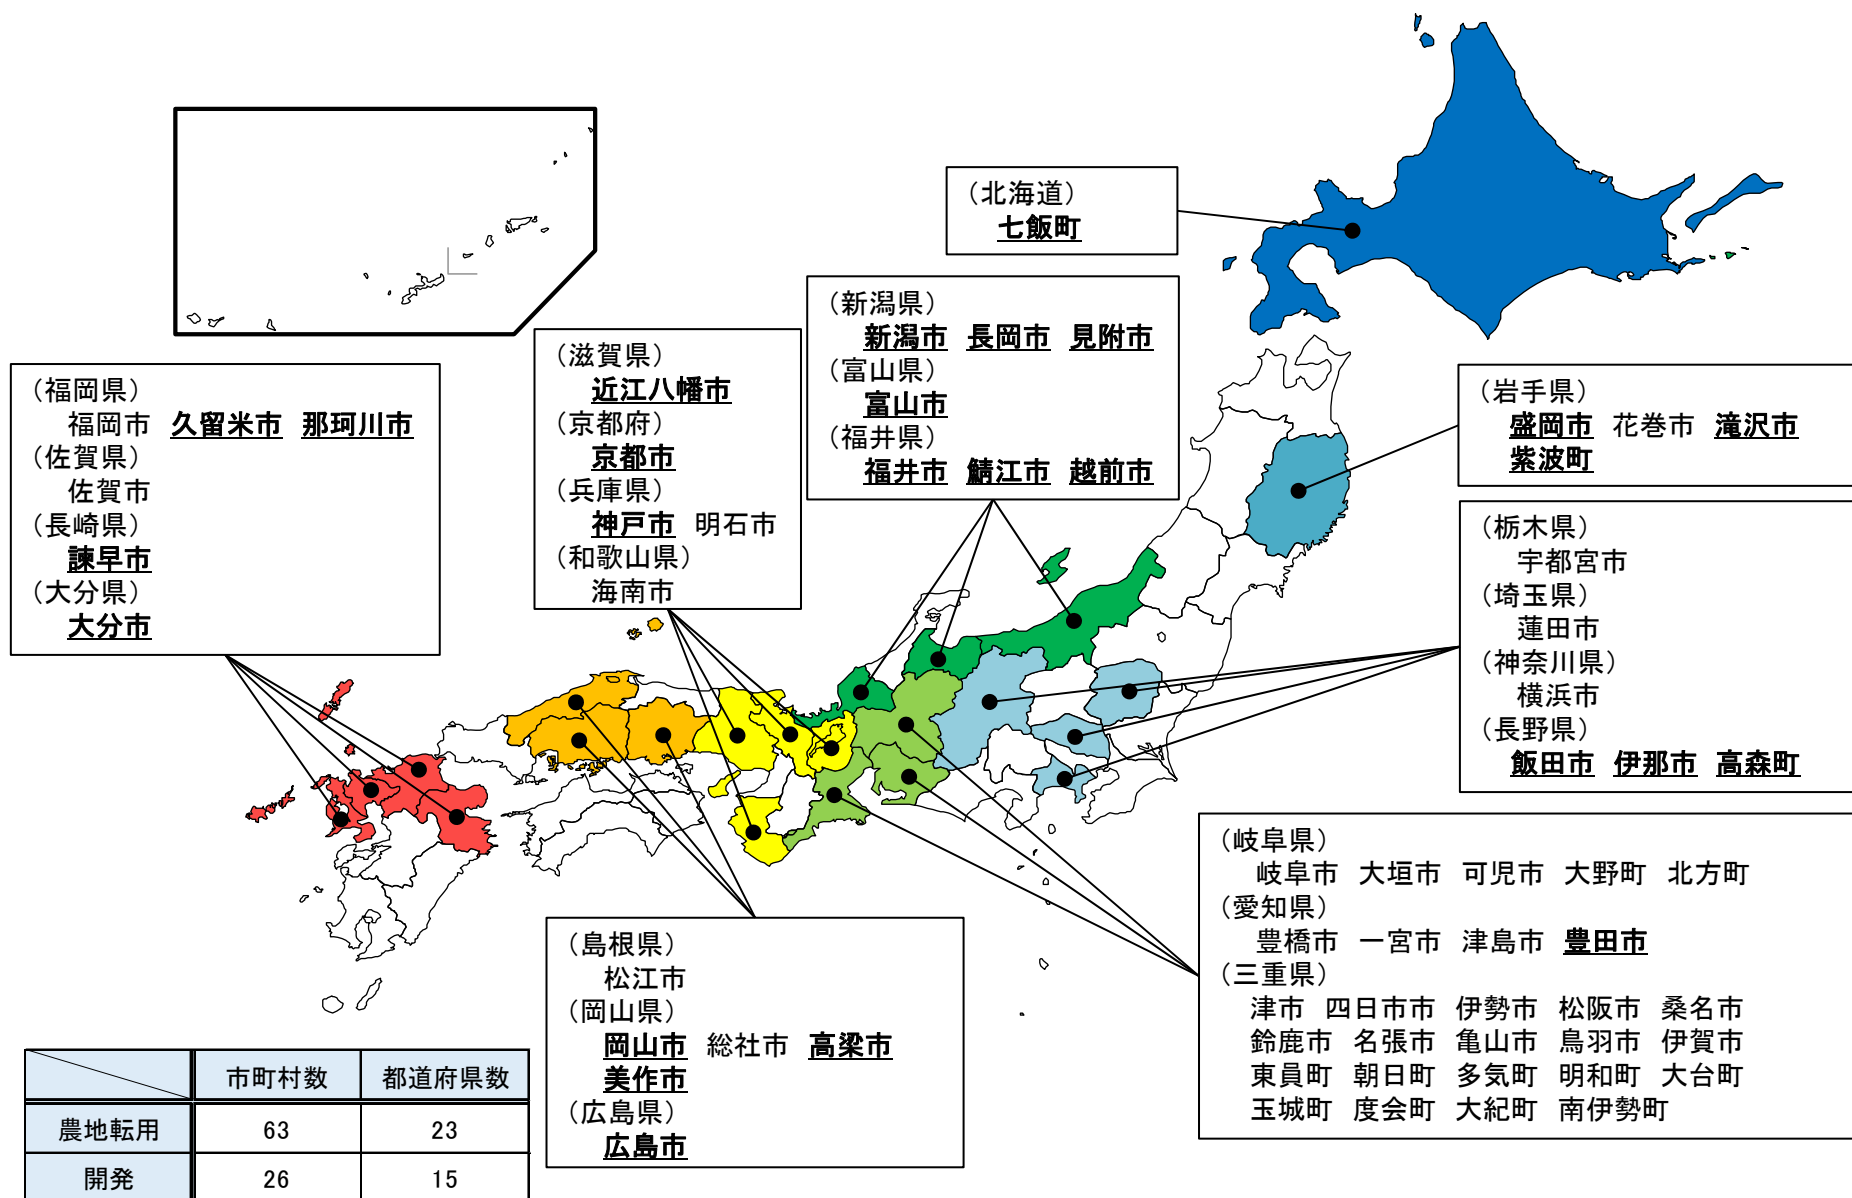 （北海道）
七飯町
（新潟県）
新潟市 長岡市 見附市
（富山県）
富山市
（福井県）
福井市 鯖江市 越前市
（滋賀県）
近江八幡市
（京都府）
京都市
（兵庫県）
神戸市 明石市
（和歌山県）
海南市
（福岡県）
福岡市 久留米市 那珂川市
（佐賀県）
佐賀市
（長崎県）
諫早市
（大分県）
大分市
（岩手県）
盛岡市 花巻市 滝沢市
紫波町
（栃木県）
宇都宮市
（埼玉県）
蓮田市
（神奈川県）
横浜市
（長野県）
飯田市 伊那市 高森町
（岐阜県）
岐阜市 大垣市 可児市 大野町 北方町
（愛知県）
豊橋市 一宮市 津島市 豊田市
（三重県）
津市 四日市市 伊勢市 松阪市 桑名市
鈴鹿市 名張市 亀山市 鳥羽市 伊賀市
東員町 朝日町 多気町 明和町 大台町
玉城町 度会町 大紀町 南伊勢町
（島根県）
松江市
（岡山県）
岡山市 総社市 高梁市
美作市
（広島県）
広島市
市町村数 都道府県数
農地転用 63 23
開発 26 15